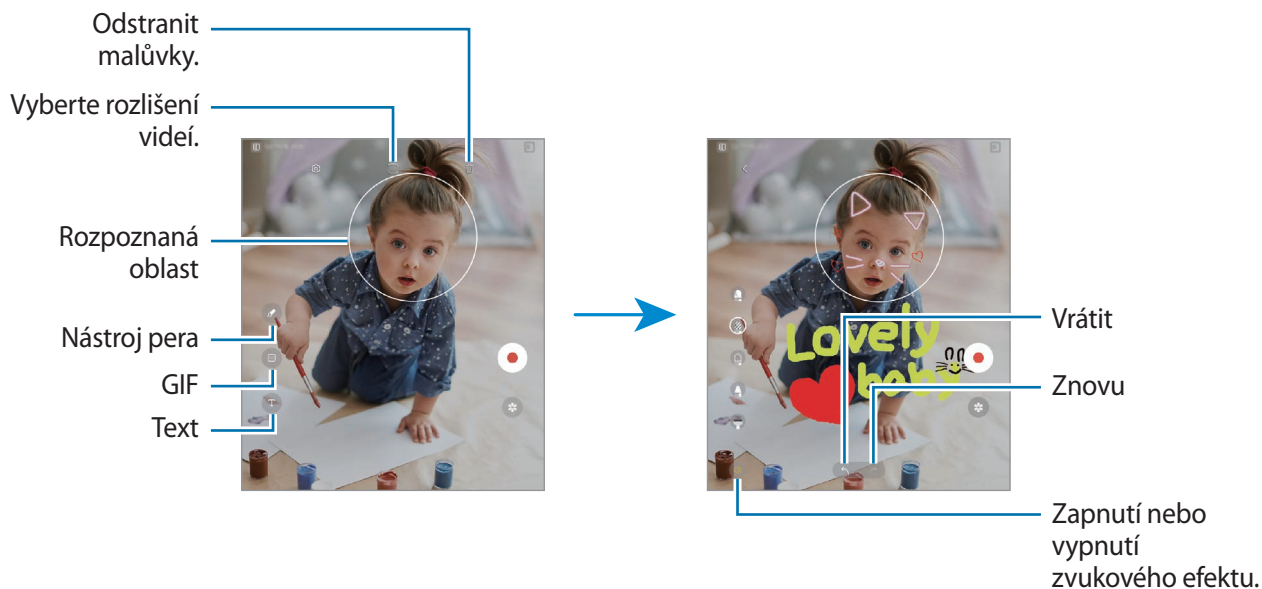 Odstranit
malůvky.
Vyberte rozlišení
videí.
Rozpoznaná
oblast
Nástroj pera
GIF
Text
Lovely
baby
Vrátit
Znovu
Zapnutí nebo
vypnutí
zvukového efektu.